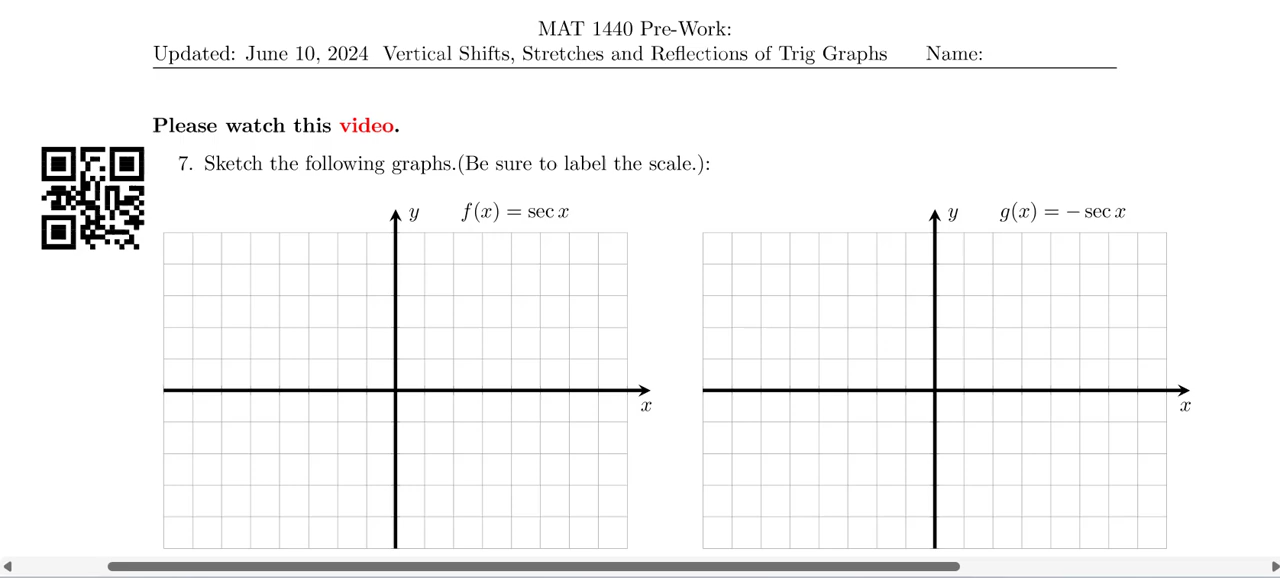 MAT 1440 Pre-Work:
Updated: June 10, 2024 Vertical Shifts, Stretches and Reflections of Trig Graphs Name:
Please watch this video.
7. Sketch the following graphs.(Be sure to label the scale.):
y f(x) = sec x y g(x) = − sec x
x x